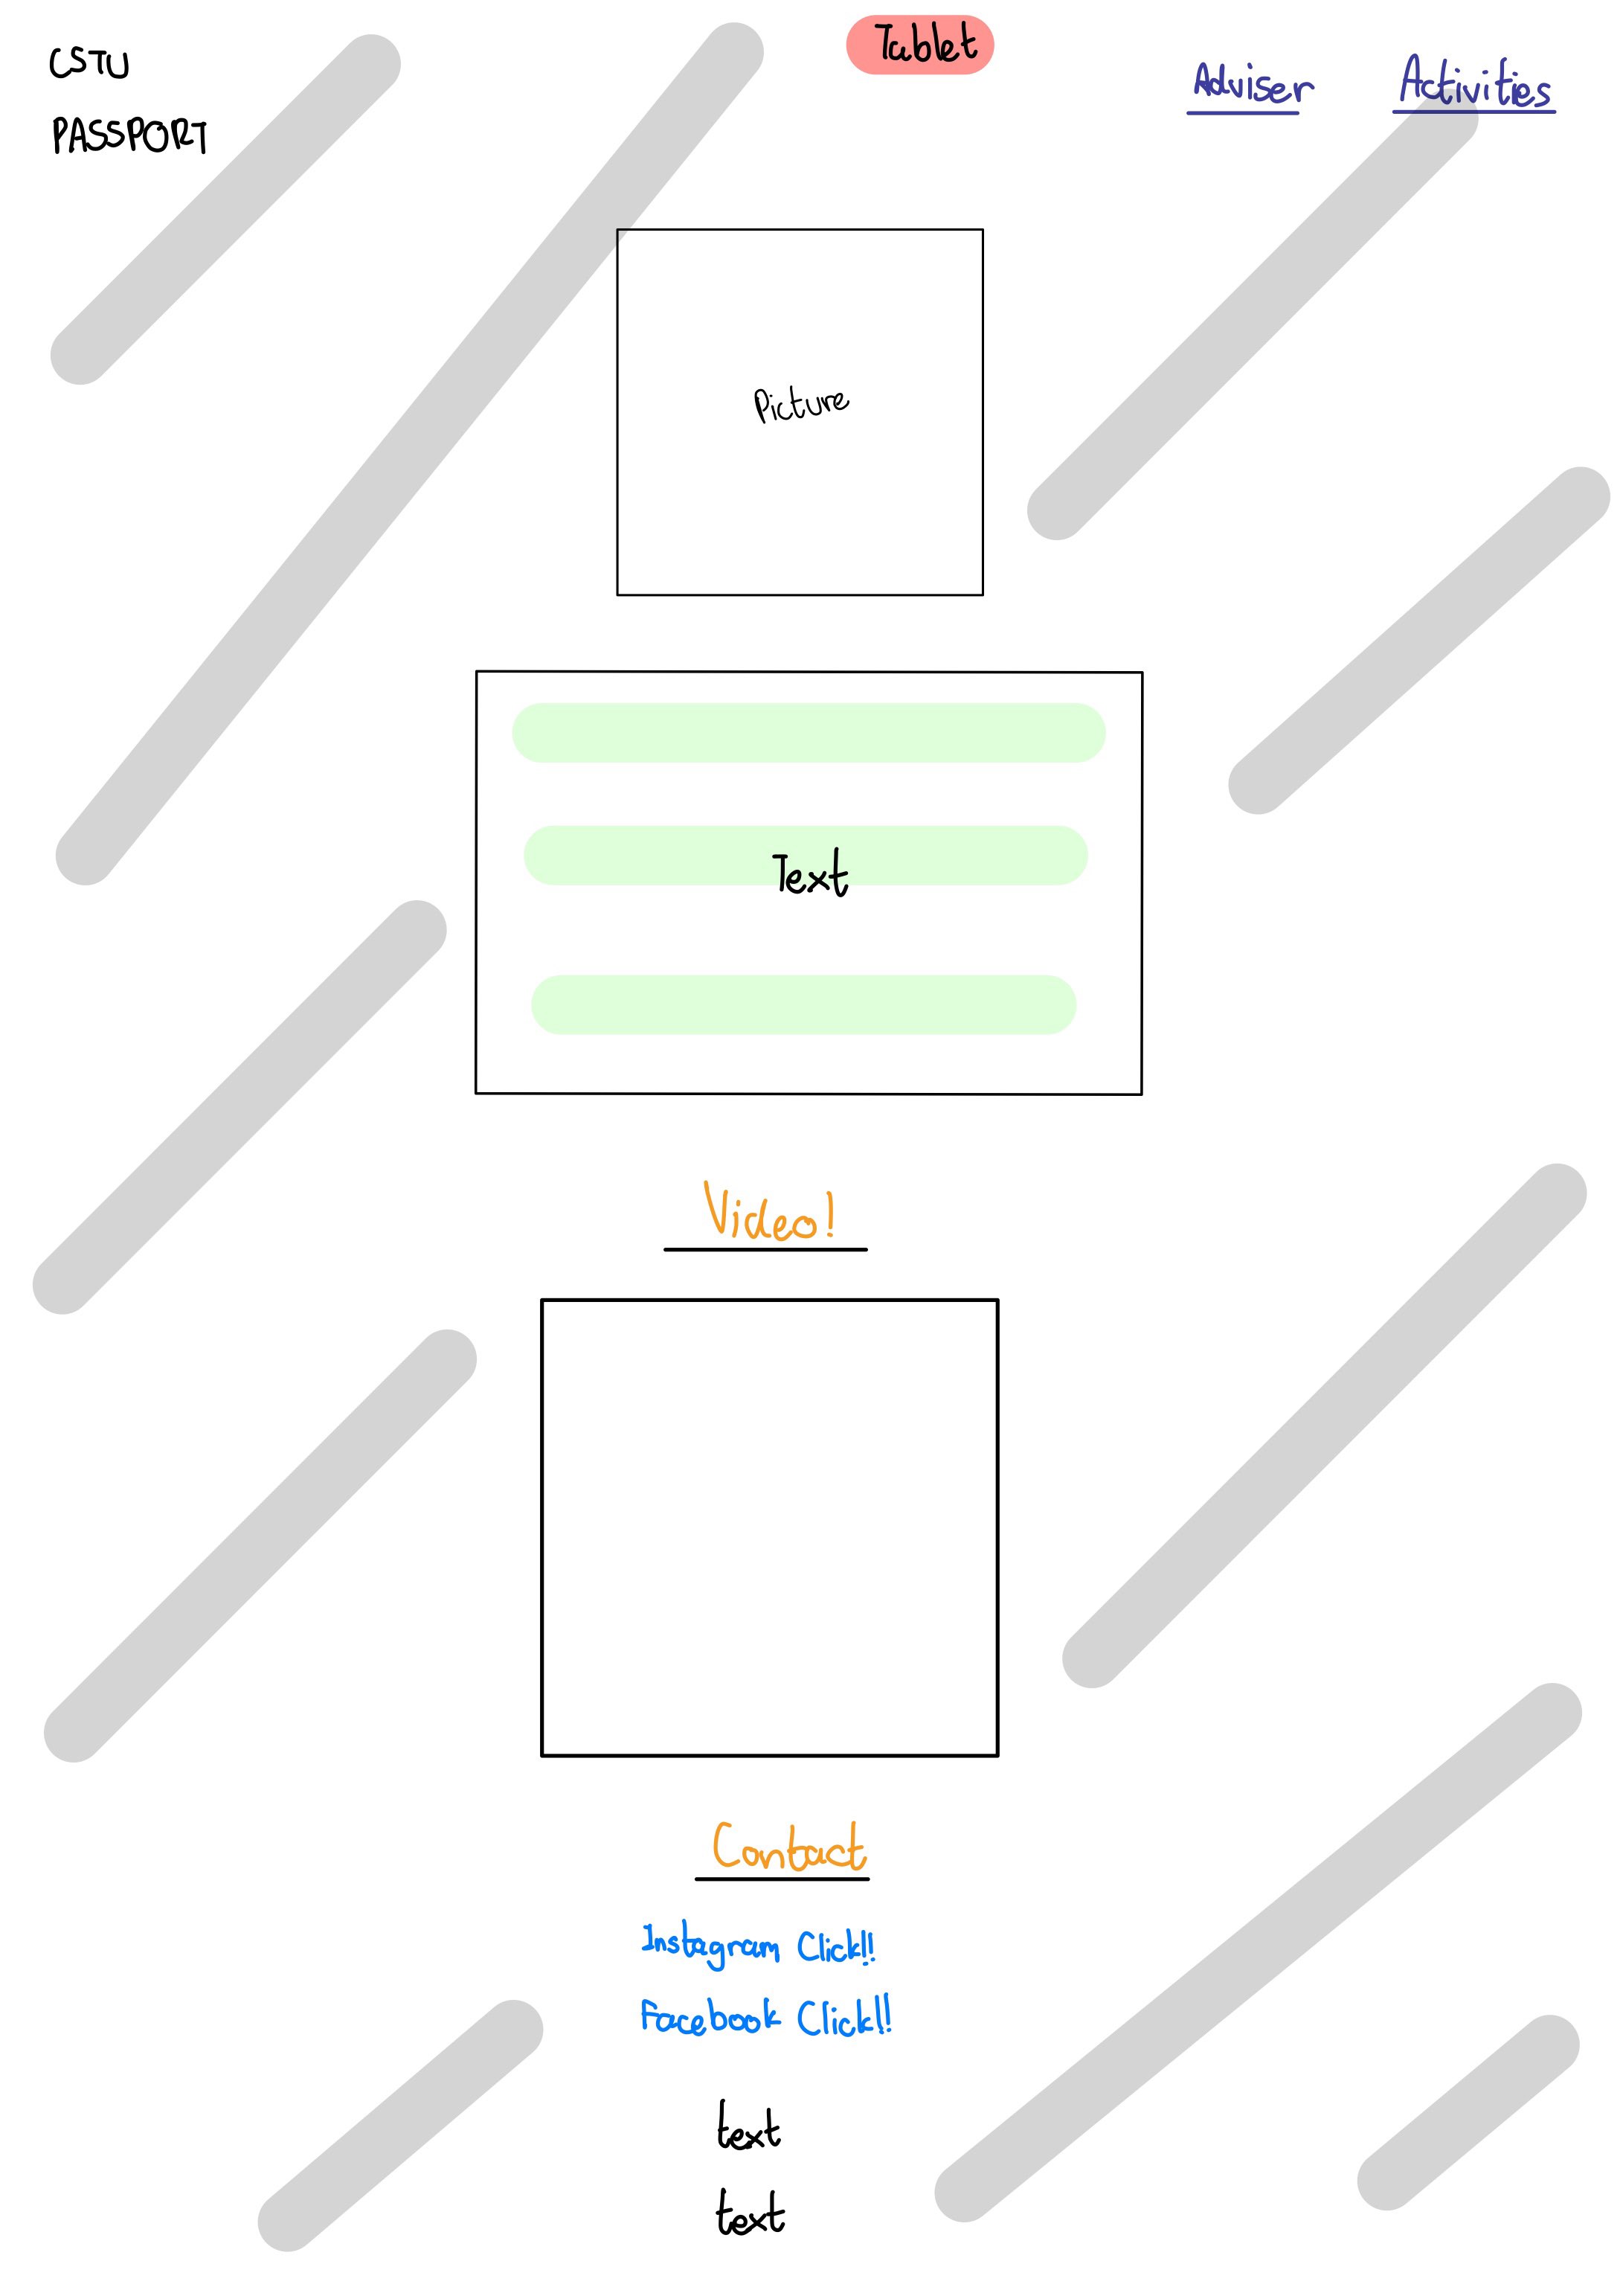 Tablet
CSTU
PASSPORT
Adviser
Activities
Picture
Text
Video!
Contact
Instagram Click!!
Facebook Click!!
text
text